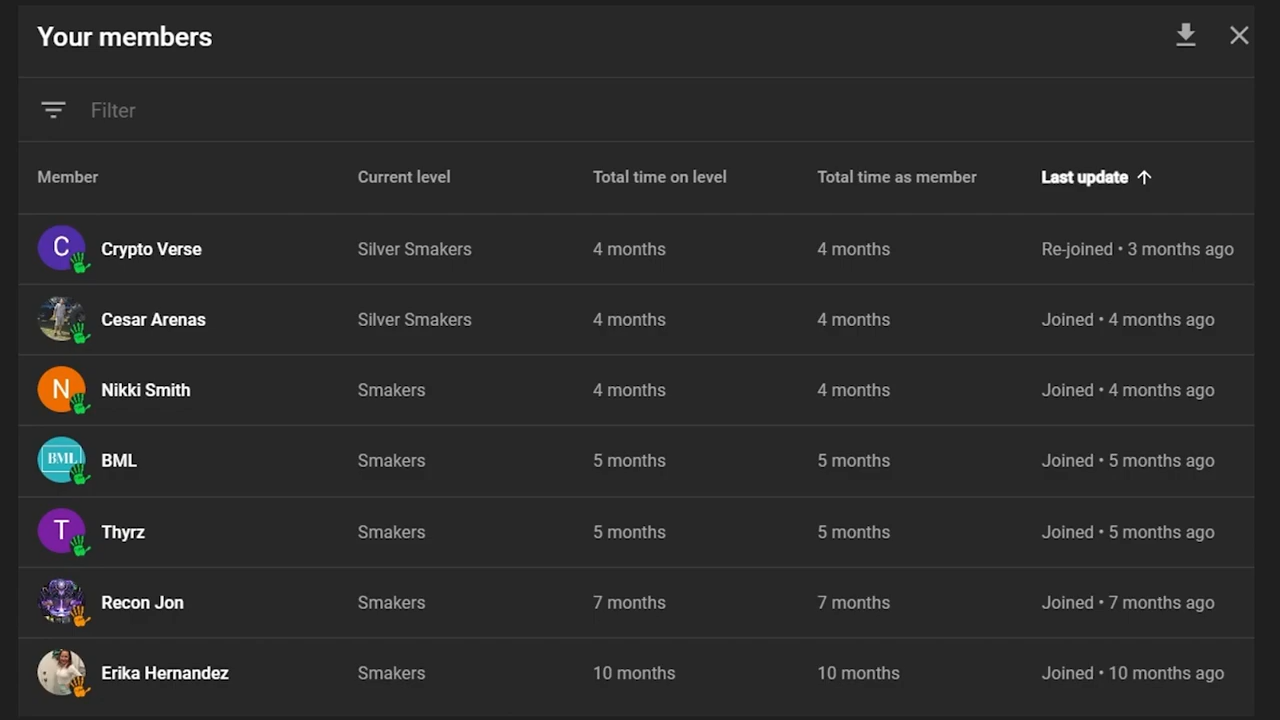 Your members
Filter
Member Current level Total time on level Total time as member Last update
C Crypto Verse Silver Smakers 4 months 4 months Re-joined • 3 months ago
Cesar Arenas Silver Smakers 4 months 4 months Joined • 4 months ago
N Nikki Smith Smakers 4 months 4 months Joined • 4 months ago
BML BML Smakers 5 months 5 months Joined • 5 months ago
T Thyrz Smakers 5 months 5 months Joined • 5 months ago
Recon Jon Smakers 7 months 7 months Joined • 7 months ago
Erika Hernandez Smakers 10 months 10 months Joined • 10 months ago